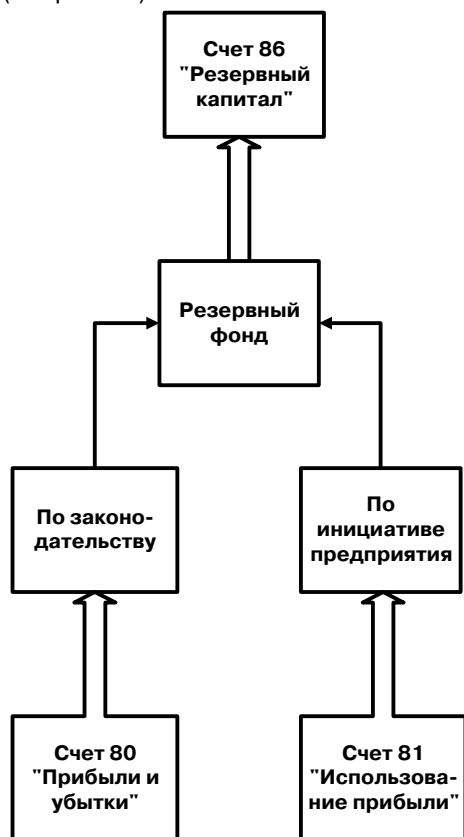 Счет 86
"Резервный
капитал"
Резервный
фонд
По законо-
дательству
По
инициативе
предприятия
Счет 80
"Прибыли и
убытки"
Счет 81
"Использова-
ние прибыли"